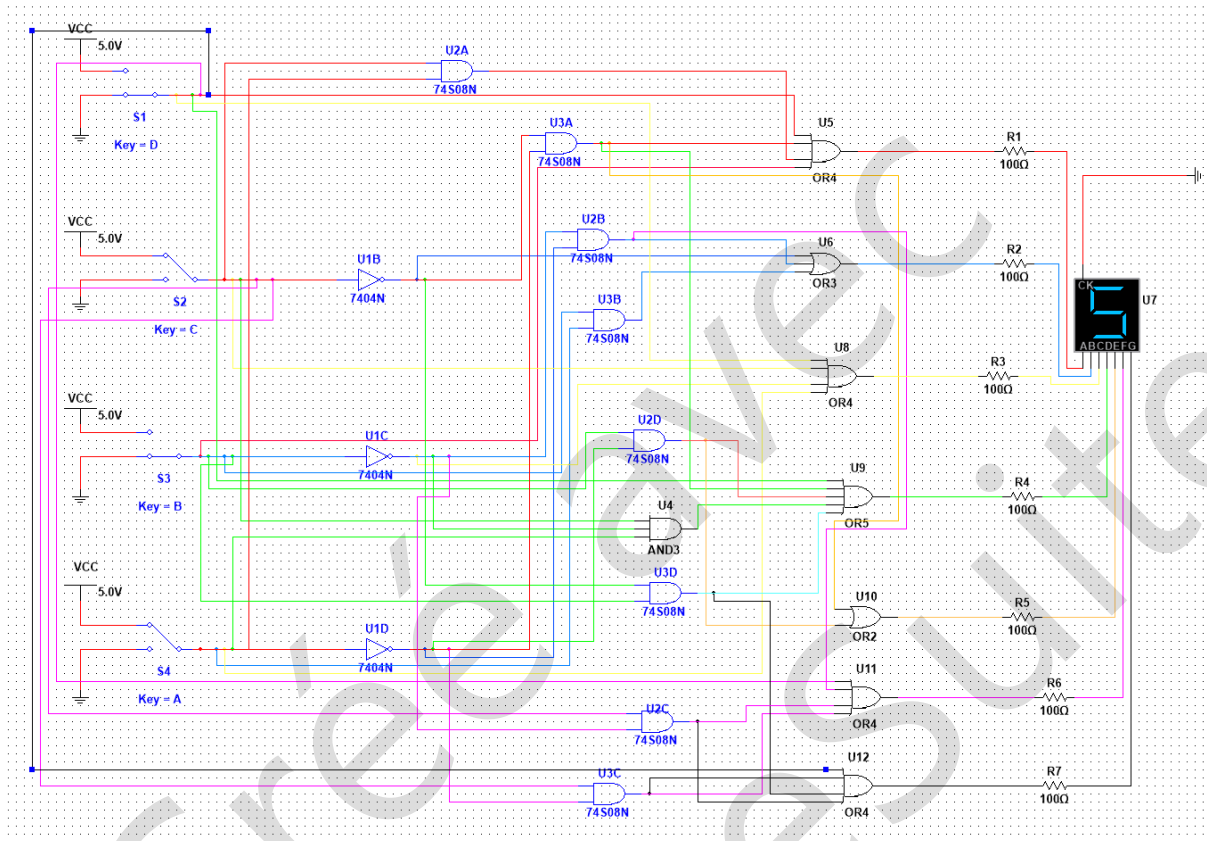 VCC
5.0V
S1
Key = D
U2A
74S08N
U3A
74S08N
U5
OR4
R1
100Ω
VCC
5.0V
S2
Key = C
U1B
7404N
U2B
74S08N
U6
OR3
R2
100Ω
U3B
74S08N
CK
ABCDEFG
U7
U8
OR4
R3
100Ω
VCC
5.0V
S3
Key = B
U1C
7404N
U2D
74S08N
U9
OR5
R4
100Ω
U4
AND3
VCC
5.0V
S4
Key = A
U1D
7404N
U3D
74S08N
U10
OR2
R5
100Ω
U11
OR4
R6
100Ω
U2C
74S08N
U3C
74S08N
U12
OR4
R7
100Ω
Créé avec